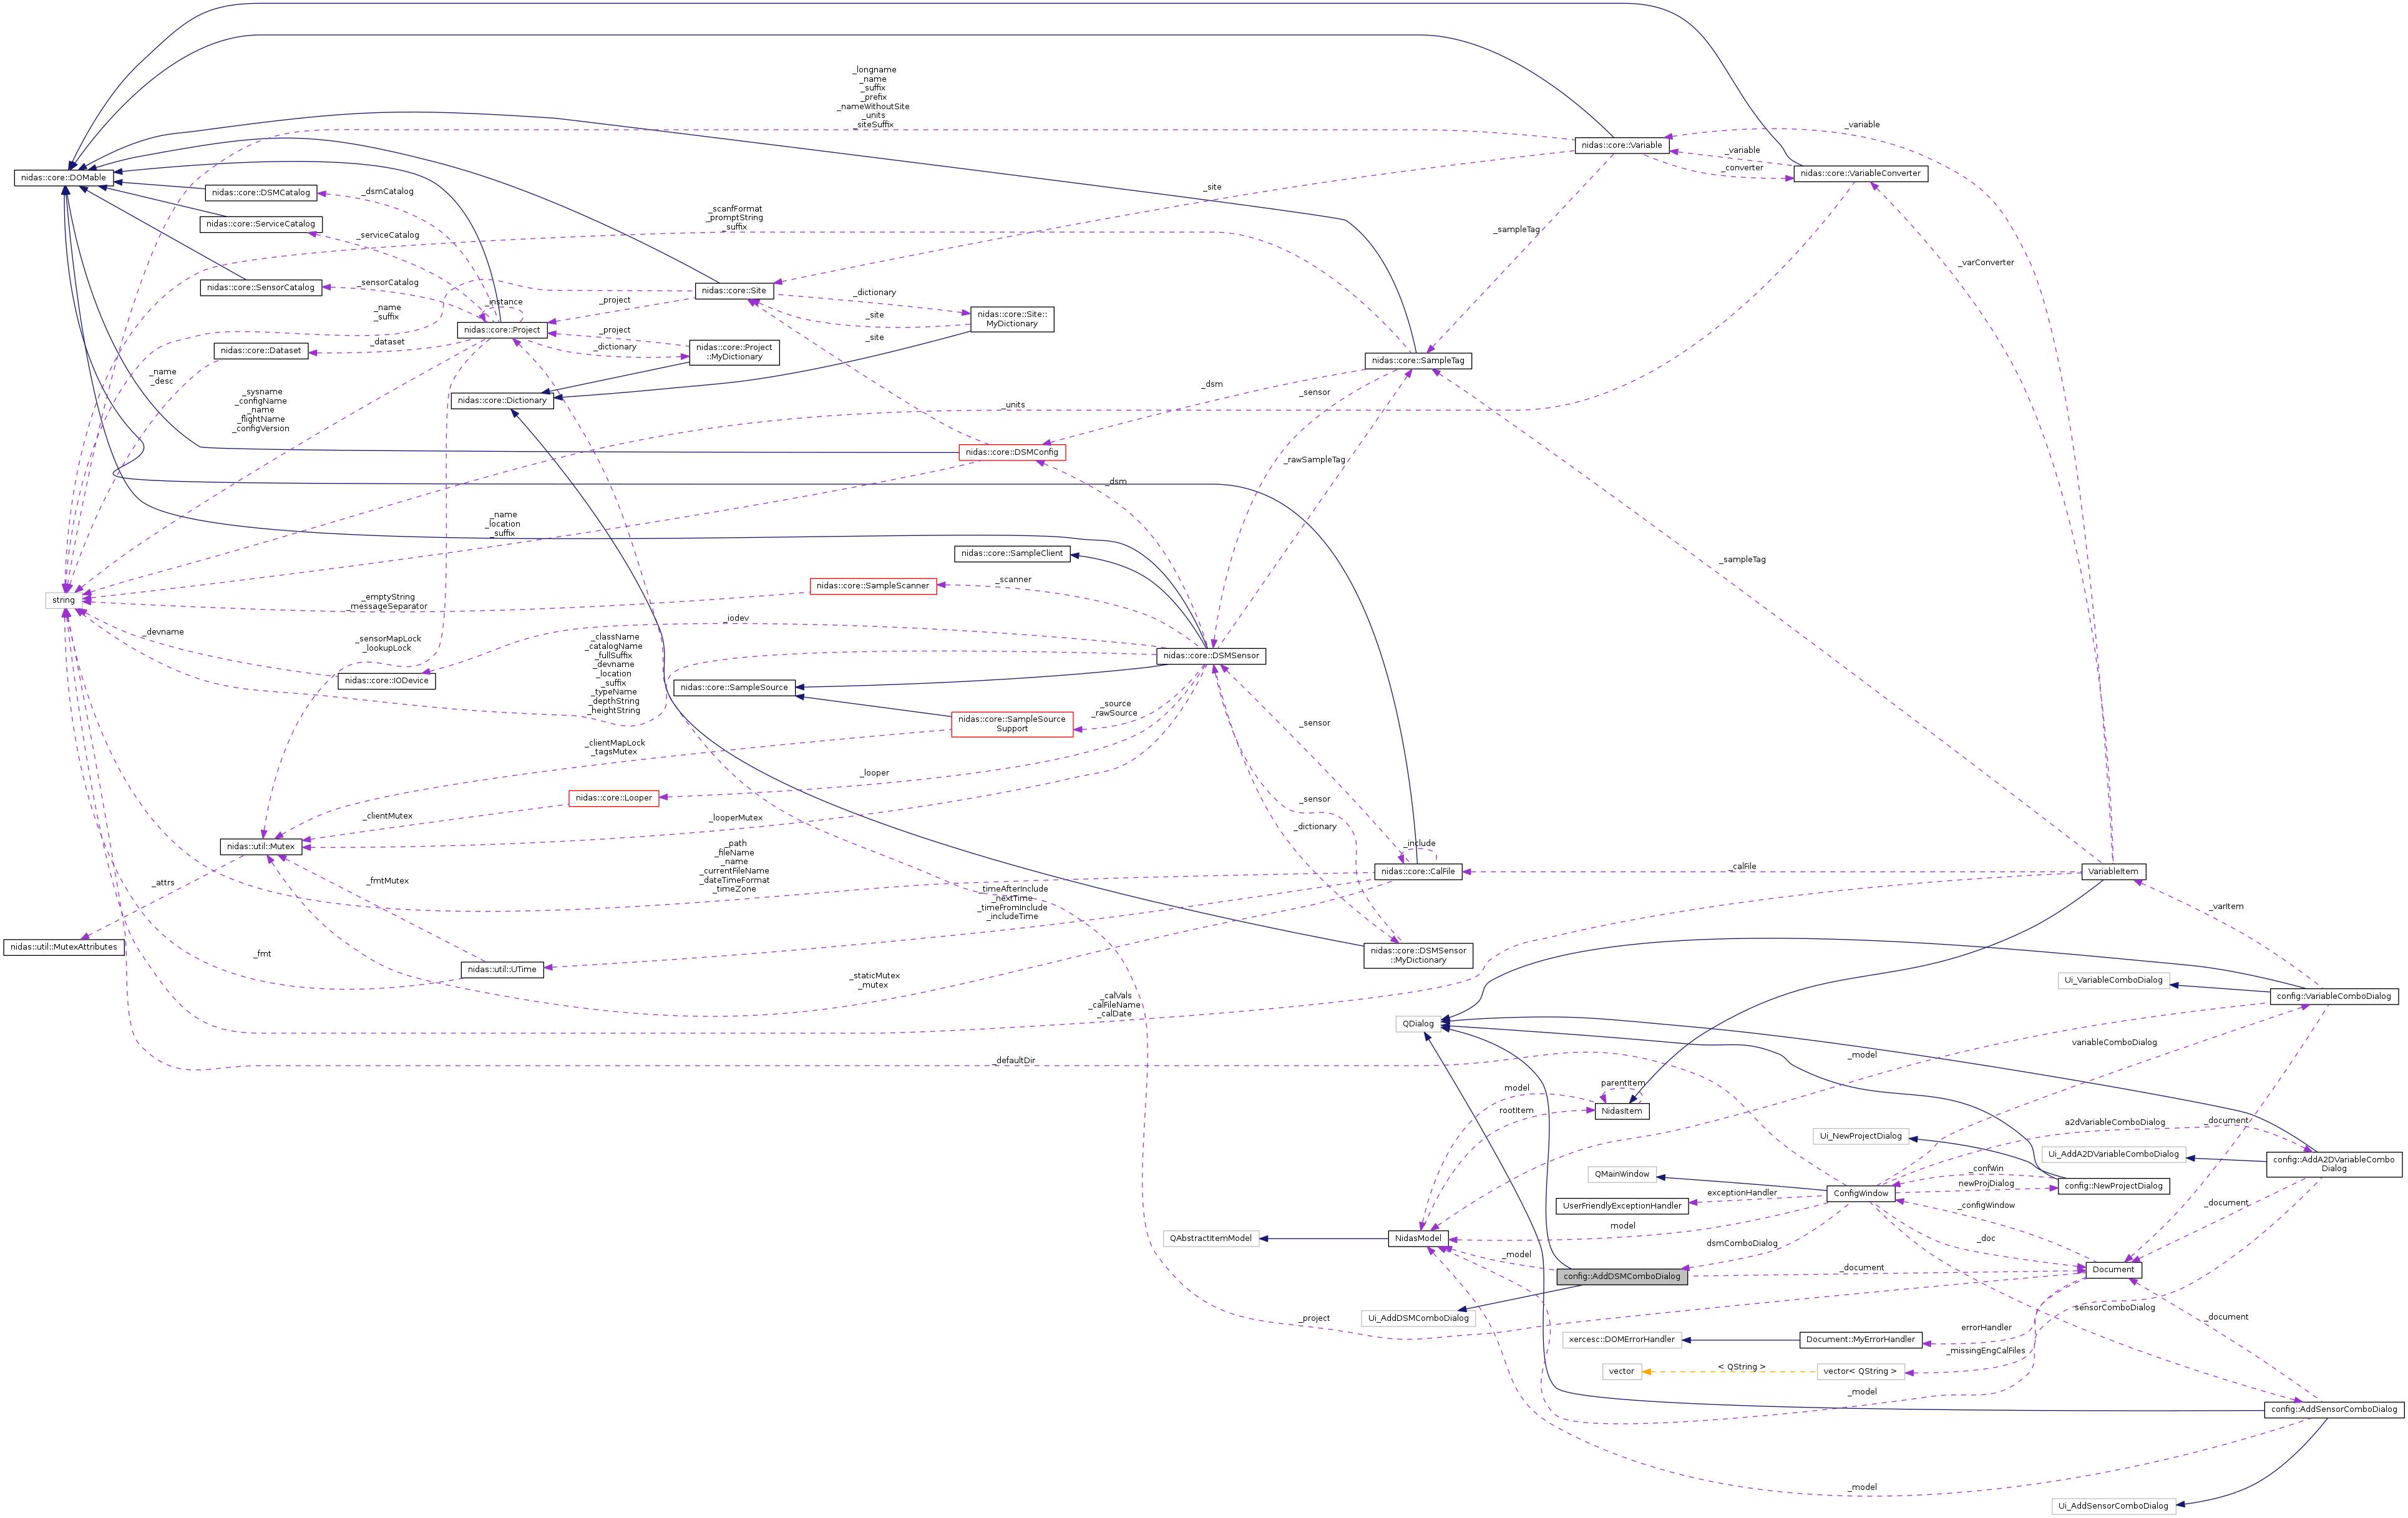 _longname
_name
_suffix
_prefix
_nameWithoutSite
_units
_siteSuffix
_variable
nidas::core::Variable
_variable
_converter
nidas::core::VariableConverter
nidas::core::DOMable
nidas::core::DSMCatalog
_dsmCatalog
_site
_scanfFormat
_promptString
_suffix
nidas::core::ServiceCatalog
_serviceCatalog
_sampleTag
_varConverter
nidas::core::SensorCatalog
_sensorCatalog
_instance
nidas::core::Site
_project
_dictionary
_site
nidas::core::Site::
MyDictionary
_name
_suffix
nidas::core::Project
_project
_dictionary
nidas::core::Project
::MyDictionary
_site
nidas::core::Dataset
_dataset
nidas::core::SampleTag
_name
_desc
_dsm
_sensor
_sysname
_configName
_name
_flightName
_configVersion
nidas::core::Dictionary
_units
nidas::core::DSMConfig
_rawSampleTag
_dsm
_name
_location
_suffix
nidas::core::SampleClient
_sampleTag
nidas::core::SampleScanner
_scanner
string
_emptyString
_messageSeparator
_iodev
_devname
_sensorMapLock
_lookupLock
_className
_catalogName
_fullSuffix
_devname
_location
_suffix
_typeName
_depthString
_heightString
nidas::core::DSMSensor
nidas::core::IODevice
nidas::core::SampleSource
_source
_rawSource
nidas::core::SampleSource
Support
_sensor
_clientMapLock
_tagsMutex
_looper
nidas::core::Looper
_sensor
_clientMutex
_looperMutex
_dictionary
nidas::util::Mutex
_path
_fileName
_name
_currentFileName
_dateTimeFormat
_timeZone
_include
nidas::core::CalFile
_calFile
VariableItem
_attrs
_fmtMutex
_timeAfterInclude
_nextTime
_timeFromInclude
_includeTime
_varItem
nidas::util::MutexAttributes
_fmt
nidas::util::UTime
nidas::core::DSMSensor
::MyDictionary
_staticMutex
_mutex
_calVals
_calFileName
_calDate
Ui_VariableComboDialog
config::VariableComboDialog
QDialog
_defaultDir
_model
variableComboDialog
parentItem
model
rootItem
NidasItem
a2dVariableComboDialog
_document
Ui_NewProjectDialog
Ui_AddA2DVariableComboDialog
config::AddA2DVariableCombo
Dialog
QMainWindow
_confWin
newProjDialog
config::NewProjectDialog
ConfigWindow
exceptionHandler
UserFriendlyExceptionHandler
_configWindow
_document
model
QAbstractItemModel
NidasModel
dsmComboDialog
_doc
_model
config::AddDSMComboDialog
_document
Document
Ui_AddDSMComboDialog
_project
sensorComboDialog
_document
errorHandler
xercesc::DOMErrorHandler
Document::MyErrorHandler
_missingEngCalFiles
vector
< QString >
vector< QString >
_model
config::AddSensorComboDialog
_model
Ui_AddSensorComboDialog